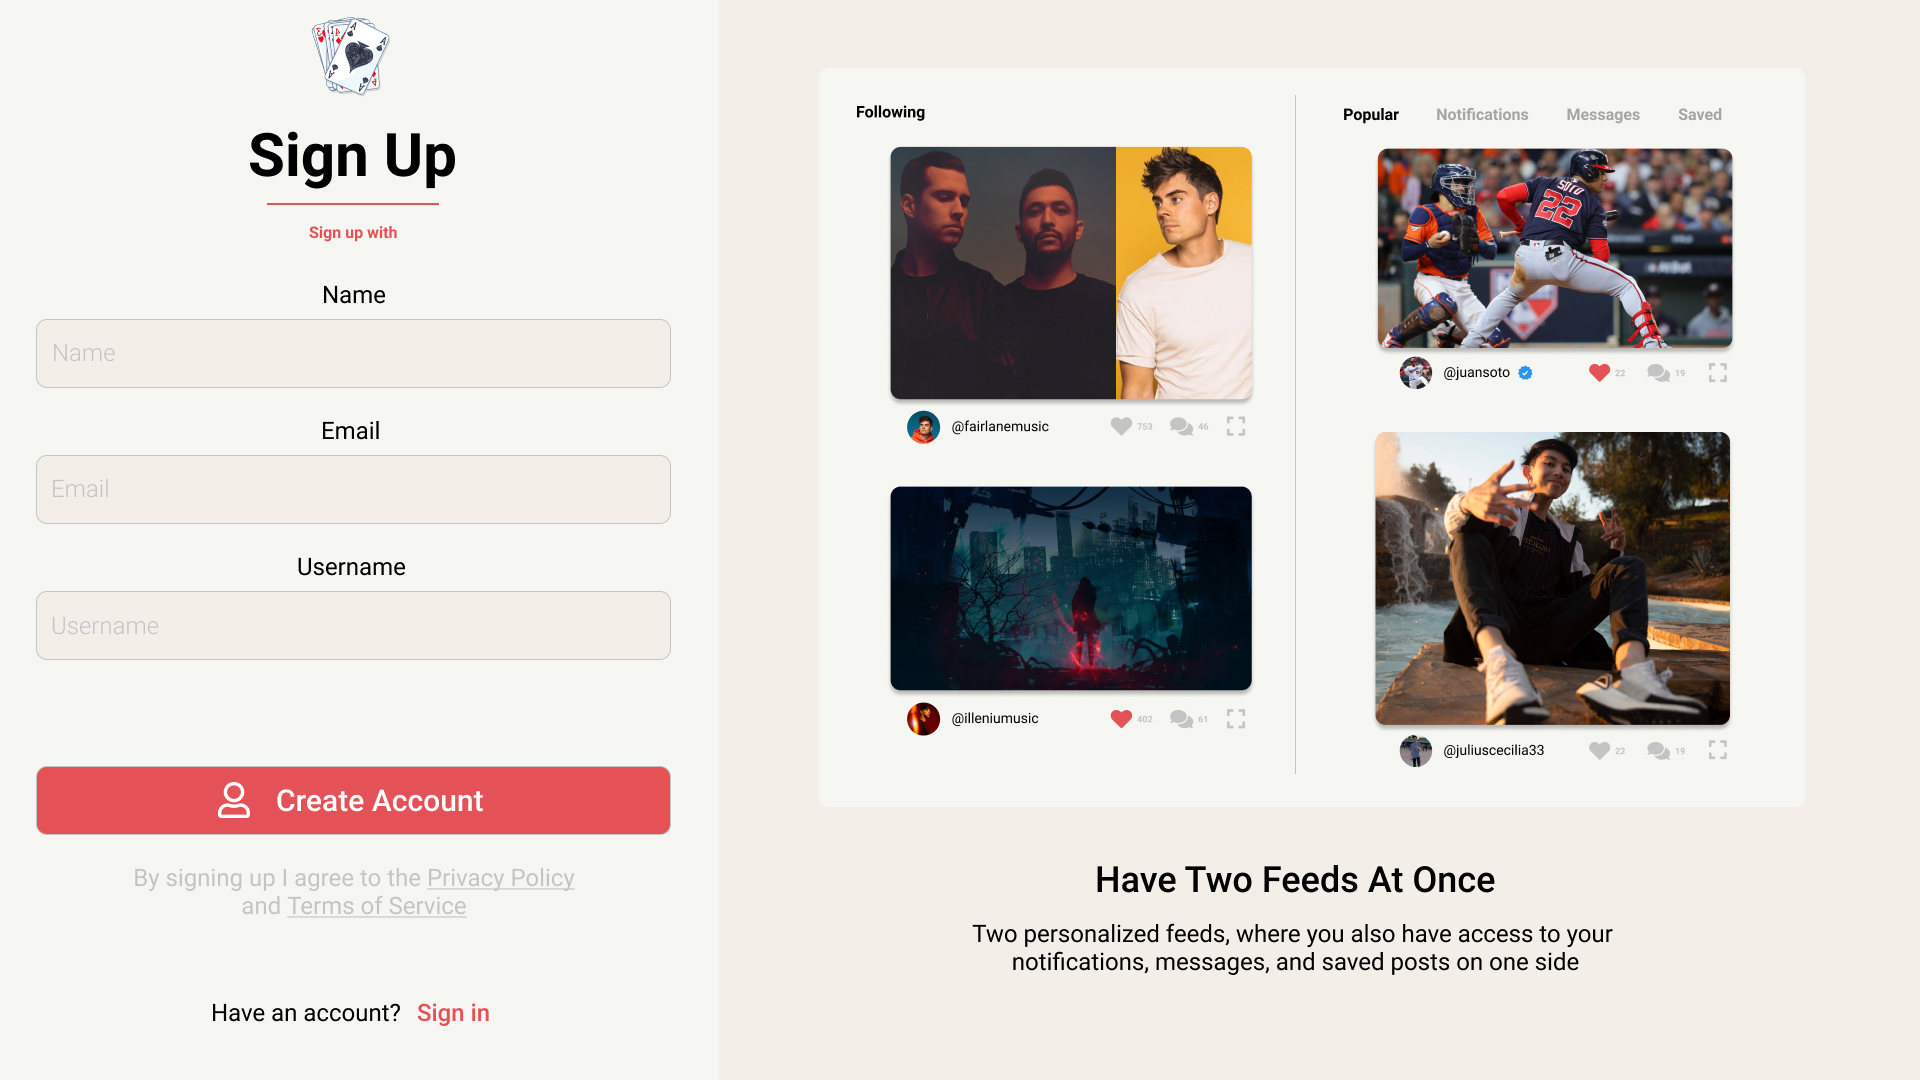 Sign Up
Sign up with
Name
Name
Email
Email
Username
Username
Create Account
By signing up I agree to the Privacy Policy
and Terms of Service
Have an account? Sign in
Following
@fairlanemusic 753 46
@illeniumusic 402 61
Popular Notifications Messages Saved
SOTO
22
@juansoto 22 19
@juliuscecilia33 22 19
Have Two Feeds At Once
Two personalized feeds, where you also have access to your
notifications, messages, and saved posts on one side